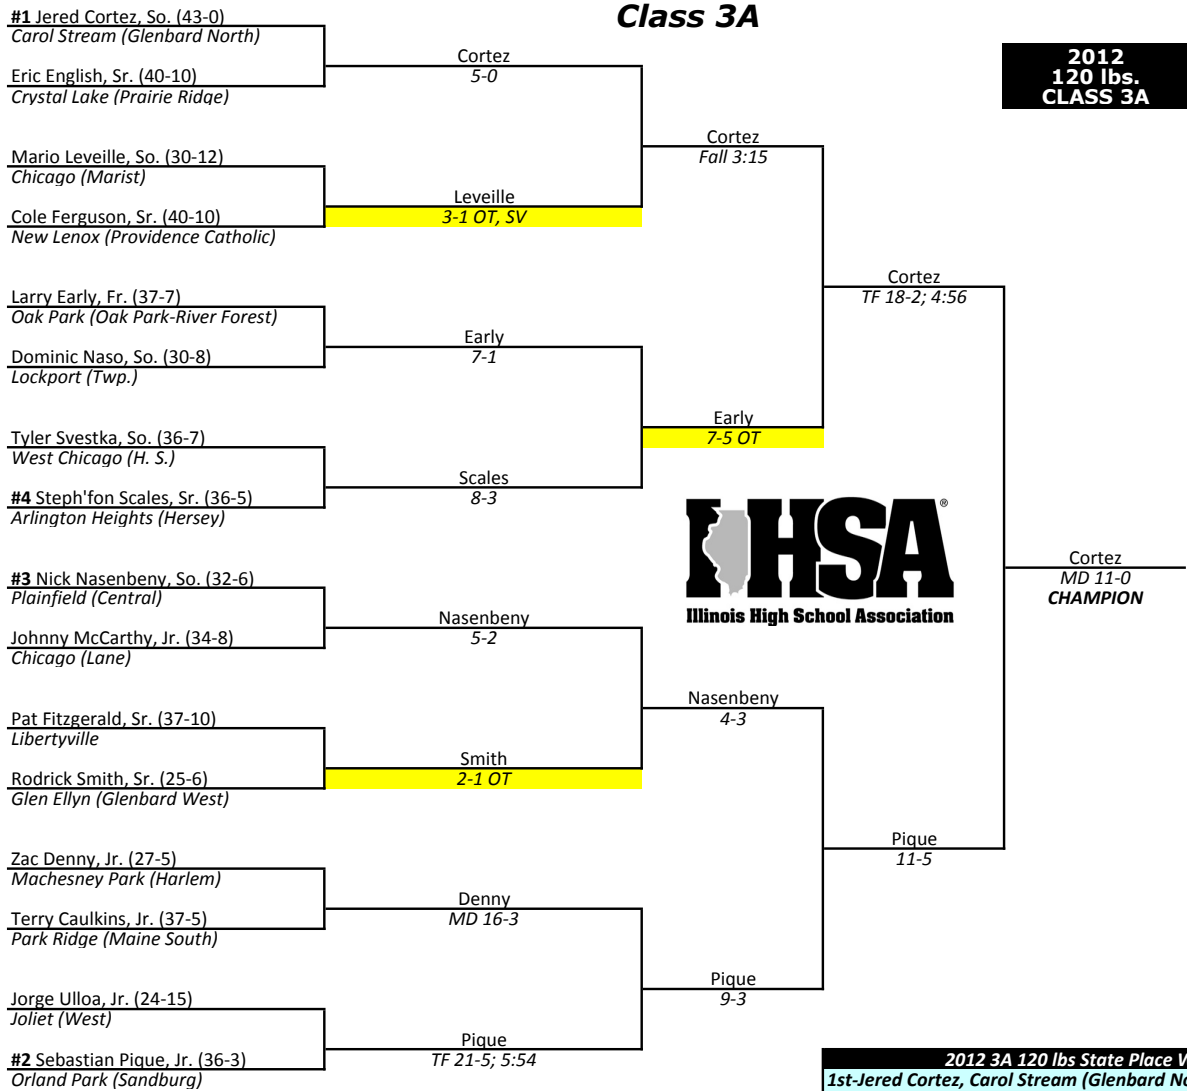 Class 3A
2012
120 lbs.
CLASS 3A
#1 Jered Cortez, So. (43-0)
Carol Stream (Glenbard North)
Cortez
5-0
Eric English, Sr. (40-10)
Crystal Lake (Prairie Ridge)
Cortez
Fall 3:15
Mario Leveille, So. (30-12)
Chicago (Marist)
Leveille
3-1 OT, SV
Cole Ferguson, Sr. (40-10)
New Lenox (Providence Catholic)
Cortez
TF 18-2; 4:56
Larry Early, Fr. (37-7)
Oak Park (Oak Park-River Forest)
Early
7-1
Dominic Naso, So. (30-8)
Lockport (Twp.)
Early
7-5 OT
Tyler Svestka, So. (36-7)
West Chicago (H. S.)
Scales
8-3
#4 Steph'fon Scales, Sr. (36-5)
Arlington Heights (Hersey)
IHSA®
Illinois High School Association
Cortez
MD 11-0
CHAMPION
#3 Nick Nasenbeny, So. (32-6)
Plainfield (Central)
Nasenbeny
5-2
Johnny McCarthy, Jr. (34-8)
Chicago (Lane)
Nasenbeny
4-3
Pat Fitzgerald, Sr. (37-10)
Libertyville
Smith
2-1 OT
Rodrick Smith, Sr. (25-6)
Glen Ellyn (Glenbard West)
Pique
11-5
Zac Denny, Jr. (27-5)
Machesney Park (Harlem)
Denny
MD 16-3
Terry Caulkins, Jr. (37-5)
Park Ridge (Maine South)
Pique
9-3
Jorge Ulloa, Jr. (24-15)
Joliet (West)
Pique
TF 21-5; 5:54
#2 Sebastian Pique, Jr. (36-3)
Orland Park (Sandburg)
2012 3A 120 lbs State Place W
1st-Jered Cortez, Carol Stream (Glenbard No